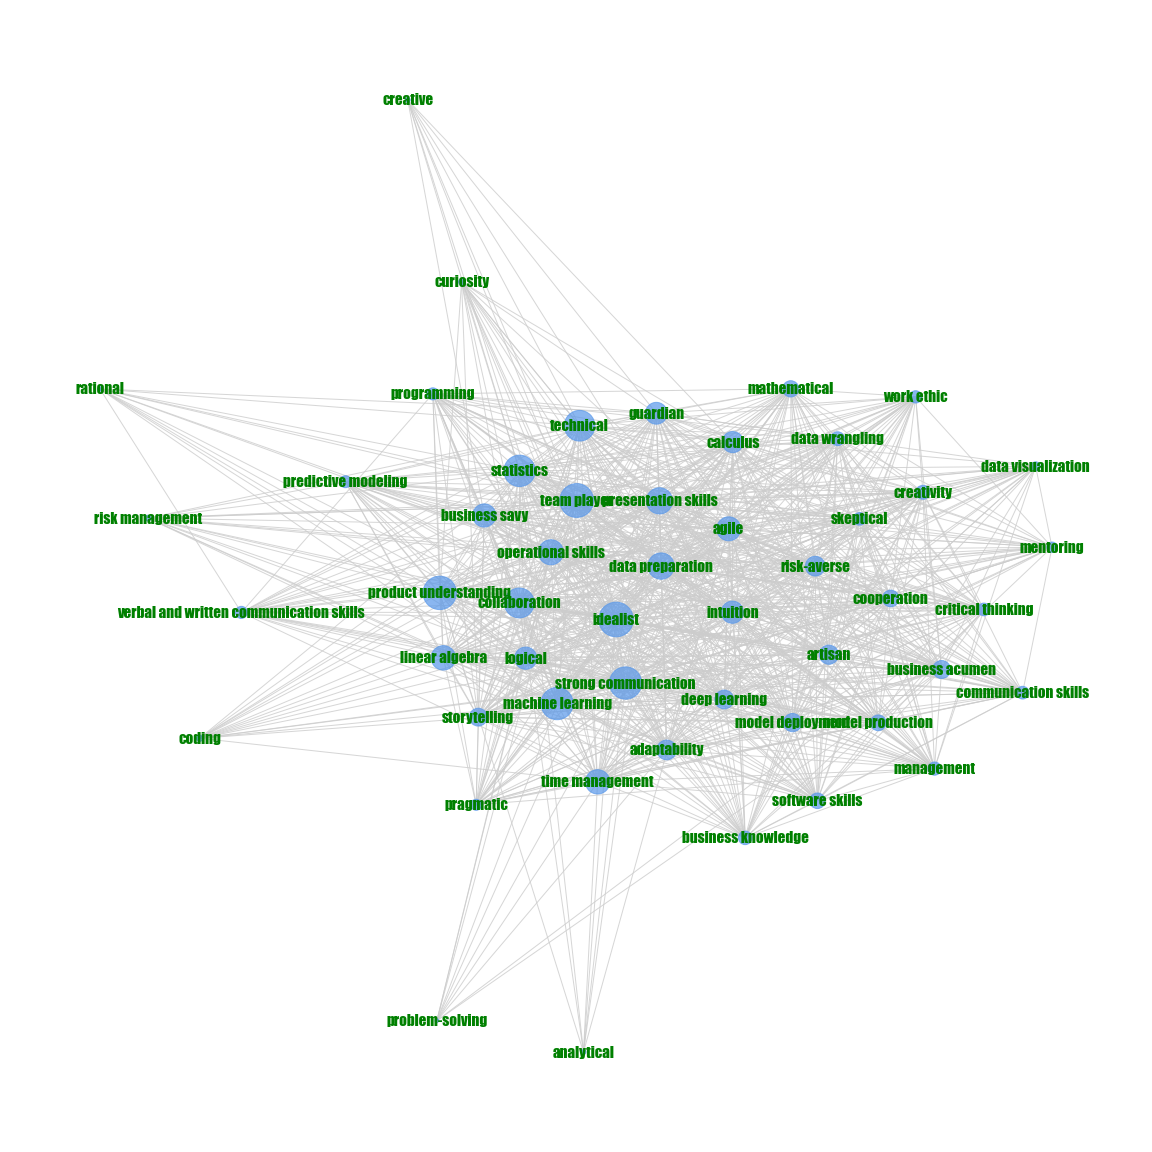 creative
curiosity
rational
programming
mathematical
work ethic
guardian
technical
calculus
data wrangling
statistics
data visualization
predictive modeling
creativity
team player
presentation skills
business savy
risk management
skeptical
agile
mentoring
operational skills
data preparation
risk-averse
product understanding
cooperation
collaboration
critical thinking
verbal and written communication skills
intuition
idealist
linear algebra
logical
artisan
business acumen
strong communication
communication skills
deep learning
machine learning
storytelling
model deployment
model production
coding
adaptability
management
time management
software skills
pragmatic
business knowledge
problem-solving
analytical